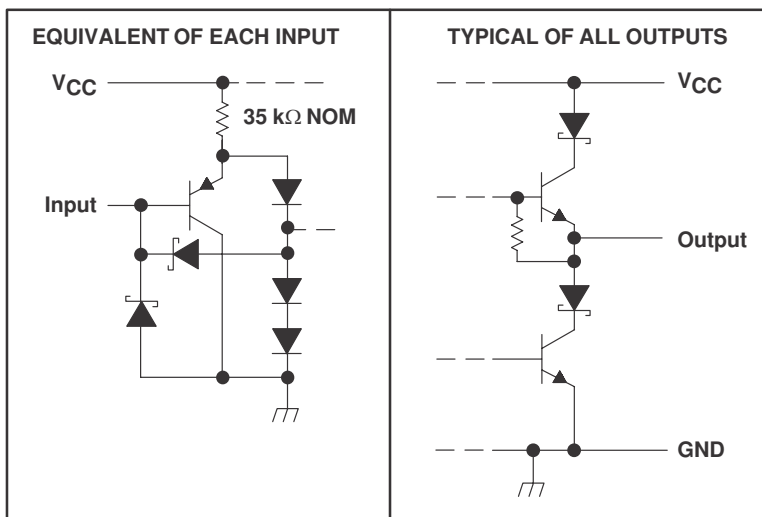 EQUIVALENT OF EACH INPUT
VCC
35 kΩ NOM
Input
TYPICAL OF ALL OUTPUTS
VCC
Output
GND